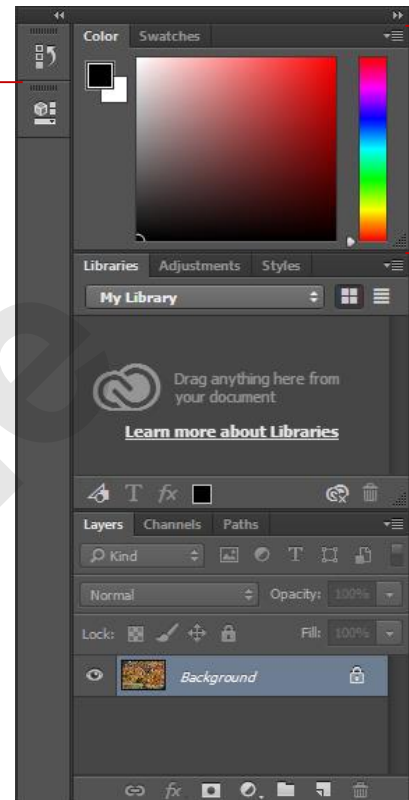 Color Swatches
Libraries Adjustments Styles
My Library
Drag anything here from
your document
Learn more about Libraries
T fx
Layers Channels Paths
Kind T
Normal Opacity: 100%
Lock: Fill: 100%
Background
fx